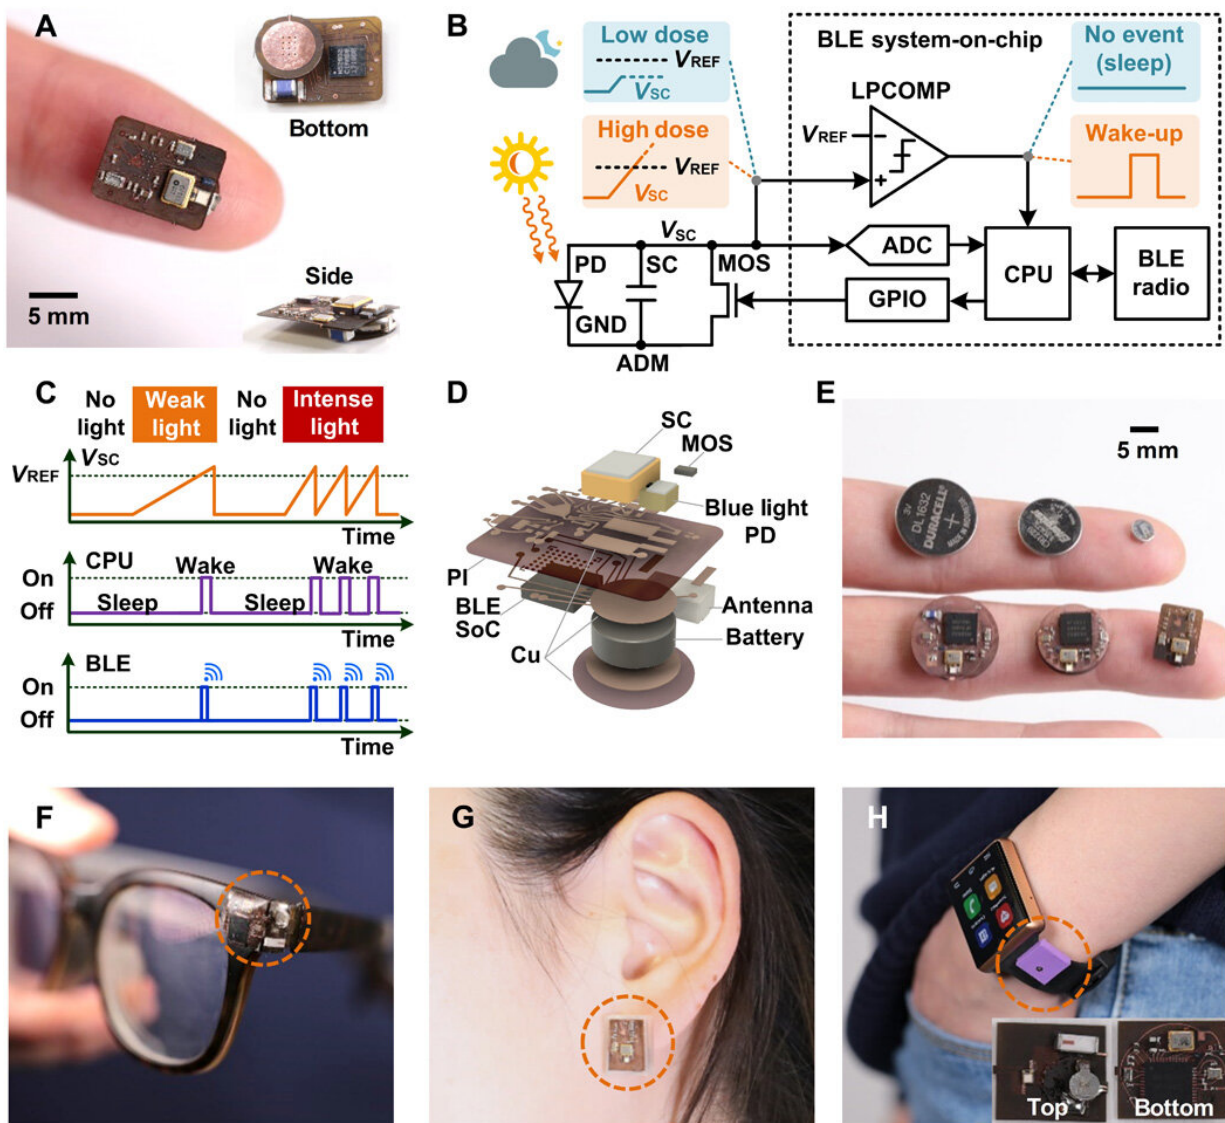 A
Bottom
Side
5 mm
B
Low dose
VREF
VSC
High dose
VREF
VSC
BLE system-on-chip
LPCOMP
VREF
No event
(sleep)
Wake-up
VSC
PD
SC
MOS
GND
ADM
ADC
GPIO
CPU
BLE
radio
C
No
light
Weak
light
No
light
Intense
light
VSC
VREF
Time
CPU
On
Off
Wake
Wake
Sleep
Sleep
Time
BLE
On
Off
Time
D
SC
MOS
Blue light
PD
PI
BLE
SoC
Antenna
Battery
Cu
E
5 mm
3V
DL1632
DURACELL
F
G
H
Top
Bottom